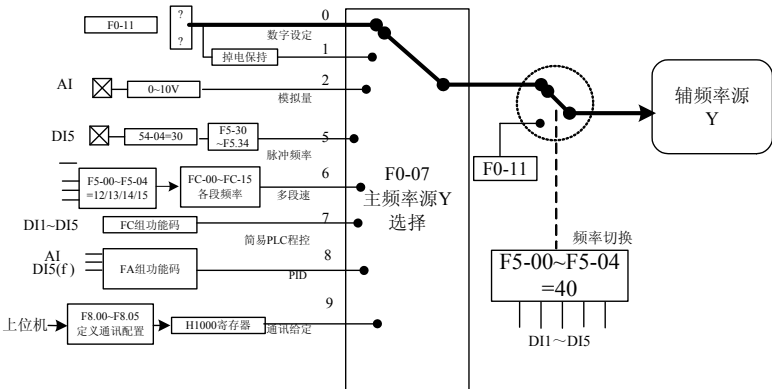 F0-11
?
?
0
数字设定
掉电保持
1
AI
0~10V
2
模拟量
DI5
54-04=30
F5-30
~F5.34
5
脉冲频率
F5-00~F5-04
=12/13/14/15
FC-00~FC-15
各段频率
6
多段速
DI1~DI5
FC组功能码
7
简易PLC程控
AI
DI5(f)
FA组功能码
8
PID
上位机
F8.00~F8.05
定义通讯配置
H1000寄存器
9
通讯给定
F0-07
主频率源Y
选择
F0-11
辅频率源
Y
频率切换
F5-00~F5-04
=40
DI1~DI5